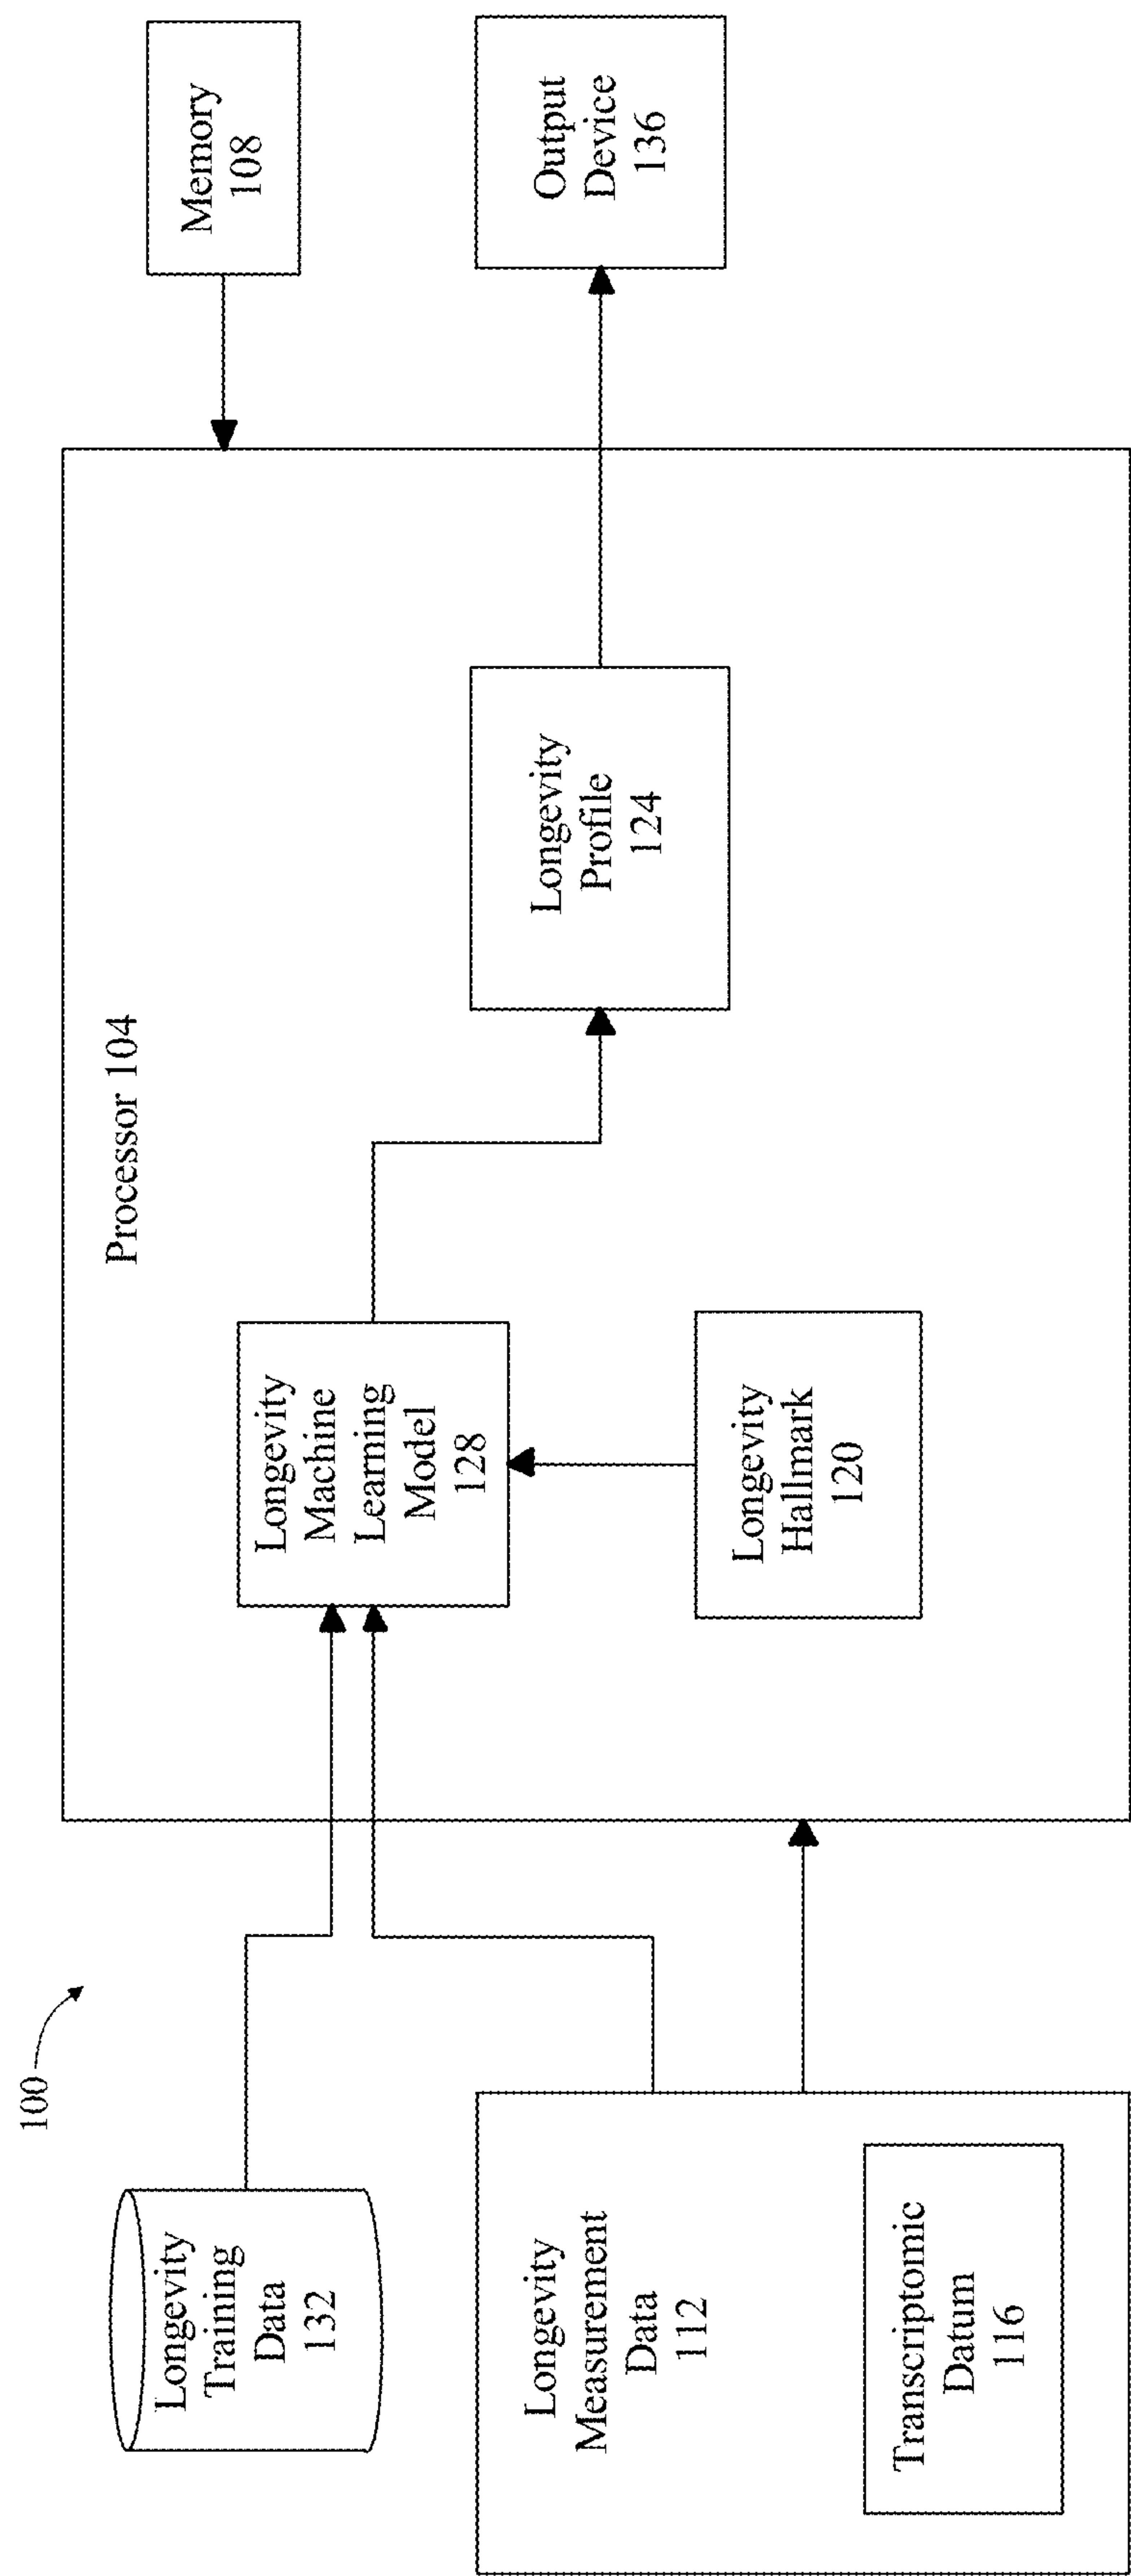 100
Longevity
Training
Data
132
Longevity
Measurement
Data
112
Transcriptomic
Datum
116
Processor 104
Longevity
Machine
Learning
Model
128
Longevity
Hallmark
120
Longevity
Profile
124
Memory
108
Output
Device
136